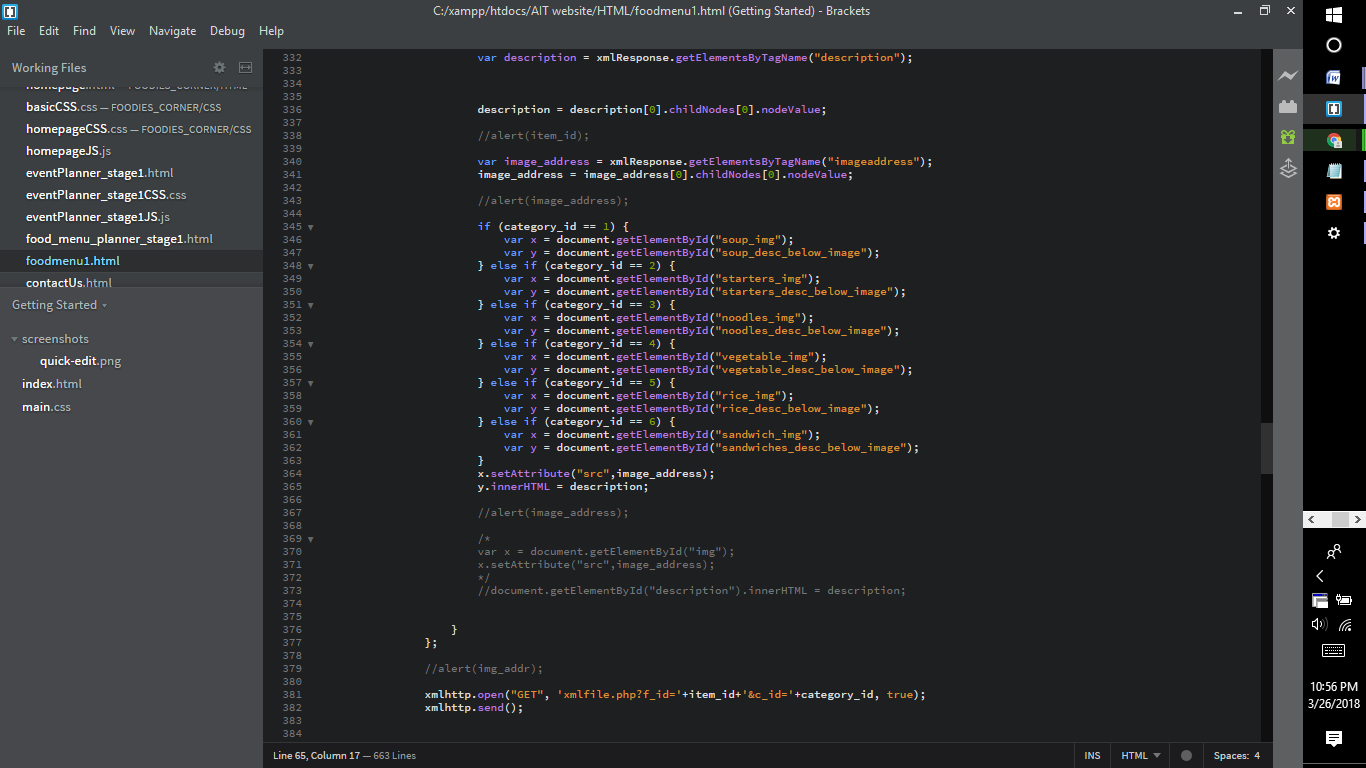 C:/xampp/htdocs/AIT website/HTML/foodmenu1.html (Getting Started) - Brackets
File Edit Find View Navigate Debug Help
Working Files
homepage.html — FOODIES_CORNER/HTML
basicCSS.css — FOODIES_CORNER/CSS
homepageCSS.css — FOODIES_CORNER/CSS
homepageJS.js
eventPlanner_stage1.html
eventPlanner_stage1CSS.css
eventPlanner_stage1JS.js
food_menu_planner_stage1.html
foodmenu1.html
contactUs.html
Getting Started
screenshots
quick-edit.png
index.html
main.css
332 var description = xmlResponse.getElementsByTagName("description");
333
334
335
336 description = description[0].childNodes[0].nodeValue;
337
338 //alert(item_id);
339
340 var image_address = xmlResponse.getElementsByTagName("imageaddress");
341 image_address = image_address[0].childNodes[0].nodeValue;
342
343 //alert(image_address);
344
345 if (category_id == 1) {
346 var x = document.getElementById("soup_img");
347 var y = document.getElementById("soup_desc_below_image");
348 } else if (category_id == 2) {
349 var x = document.getElementById("starters_img");
350 var y = document.getElementById("starters_desc_below_image");
351 } else if (category_id == 3) {
352 var x = document.getElementById("noodles_img");
353 var y = document.getElementById("noodles_desc_below_image");
354 } else if (category_id == 4) {
355 var x = document.getElementById("vegetable_img");
356 var y = document.getElementById("vegetable_desc_below_image");
357 } else if (category_id == 5) {
358 var x = document.getElementById("rice_img");
359 var y = document.getElementById("rice_desc_below_image");
360 } else if (category_id == 6) {
361 var x = document.getElementById("sandwich_img");
362 var y = document.getElementById("sandwiches_desc_below_image");
363 }
364 x.setAttribute("src",image_address);
365 y.innerHTML = description;
366
367 //alert(image_address);
368
369 /*
370 var x = document.getElementById("img");
371 x.setAttribute("src",image_address);
372 */
373 //document.getElementById("description").innerHTML = description;
374
375
376 }
377 };
378
379 //alert(img_addr);
380
381 xmlhttp.open("GET", 'xmlfile.php?f_id='+item_id+'&c_id='+category_id, true);
382 xmlhttp.send();
383
384
Line 65, Column 17 — 663 Lines
INS HTML Spaces: 4
10:56 PM
3/26/2018